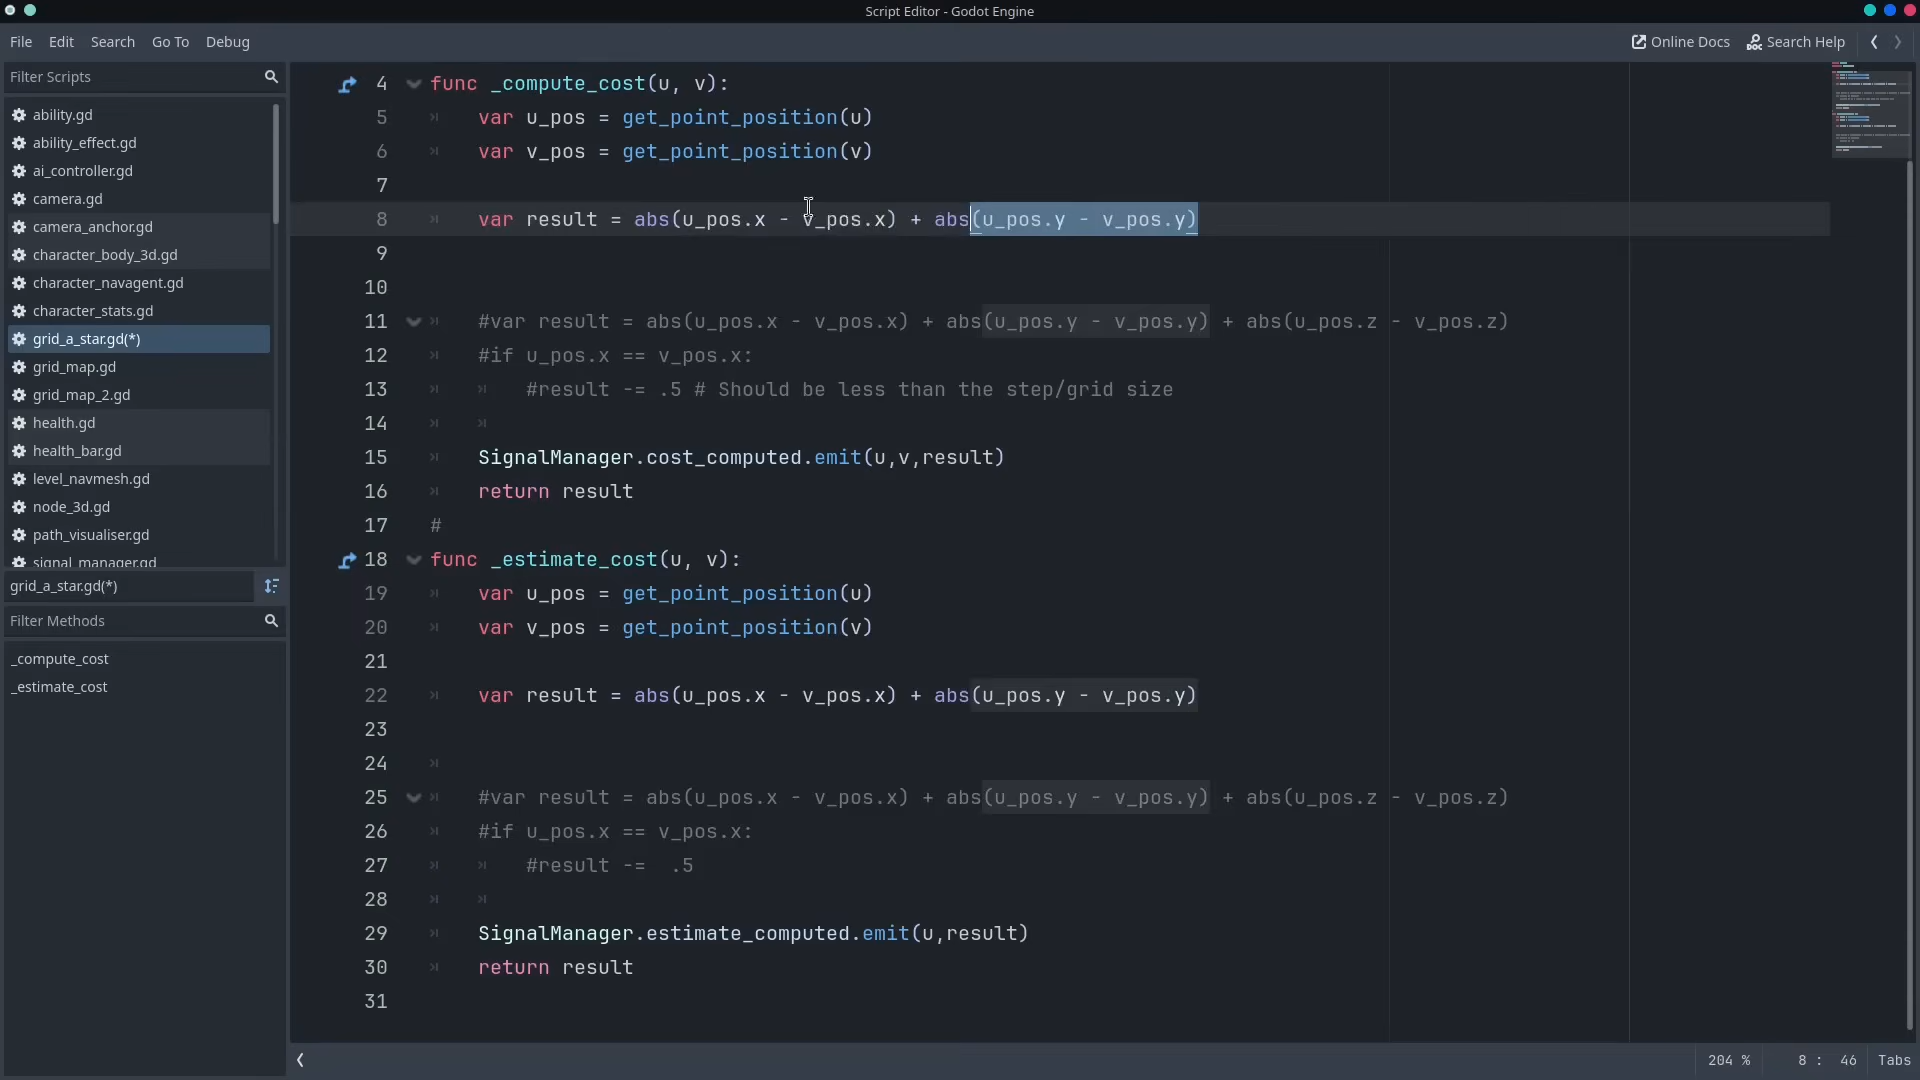 Script Editor - Godot Engine
File Edit Search Go To Debug
Online Docs Search Help
Filter Scripts
ability.gd
ability_effect.gd
ai_controller.gd
camera.gd
camera_anchor.gd
character_body_3d.gd
character_navagent.gd
character_stats.gd
grid_a_star.gd(*)
grid_map.gd
grid_map_2.gd
health.gd
health_bar.gd
level_navmesh.gd
node_3d.gd
path_visualiser.gd
signal_manager.gd
grid_a_star.gd(*)
Filter Methods
_compute_cost
_estimate_cost
4 func _compute_cost(u, v):
5 var u_pos = get_point_position(u)
6 var v_pos = get_point_position(v)
7
8 var result = abs(u_pos.x - v_pos.x) + abs(u_pos.y - v_pos.y)
9
10
11 #var result = abs(u_pos.x - v_pos.x) + abs(u_pos.y - v_pos.y) + abs(u_pos.z - v_pos.z)
12 #if u_pos.x == v_pos.x:
13 #result -= .5 # Should be less than the step/grid size
14
15 SignalManager.cost_computed.emit(u,v,result)
16 return result
17 #
18 func _estimate_cost(u, v):
19 var u_pos = get_point_position(u)
20 var v_pos = get_point_position(v)
21
22 var result = abs(u_pos.x - v_pos.x) + abs(u_pos.y - v_pos.y)
23
24
25 #var result = abs(u_pos.x - v_pos.x) + abs(u_pos.y - v_pos.y) + abs(u_pos.z - v_pos.z)
26 #if u_pos.x == v_pos.x:
27 #result -=  .5
28
29 SignalManager.estimate_computed.emit(u,result)
30 return result
31
204 % 8 : 46 Tabs